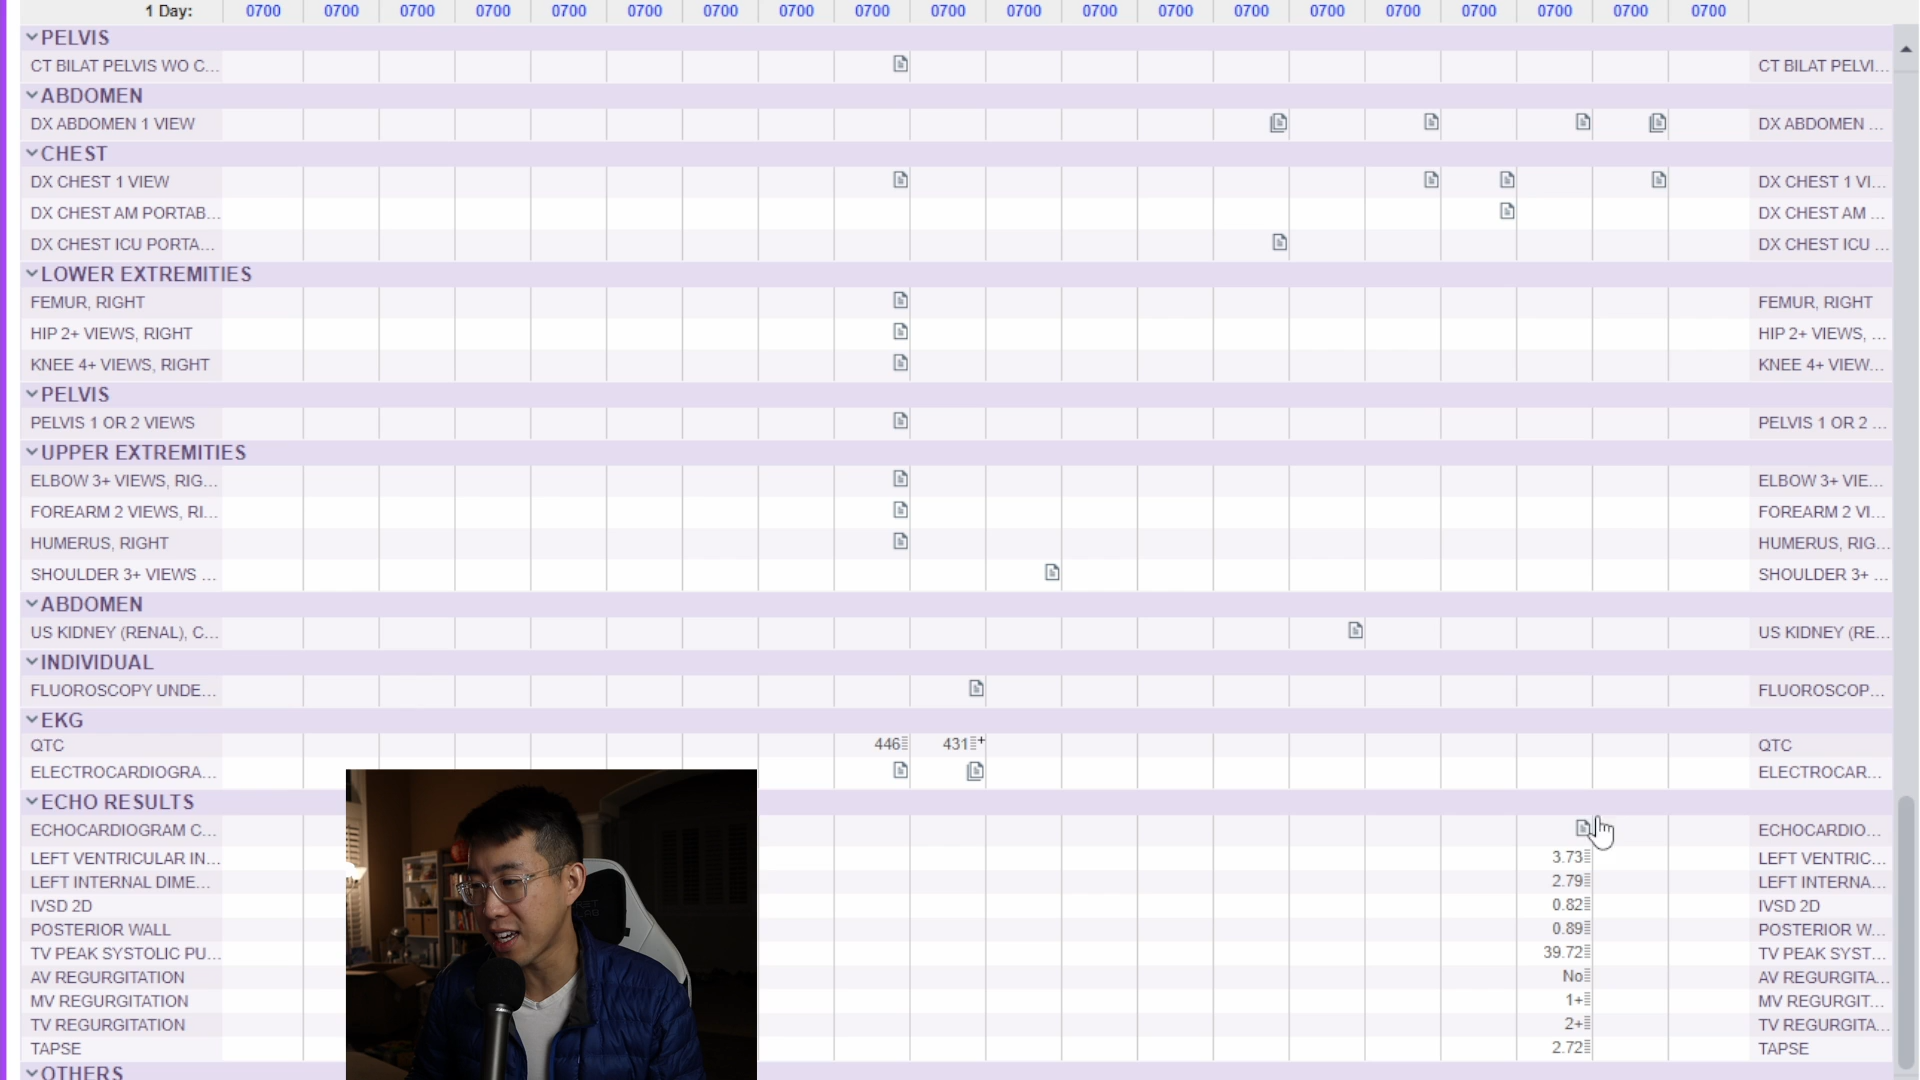 1 Day: 0700 0700 0700 0700 0700 0700 0700 0700 0700 0700 0700 0700 0700 0700 0700 0700 0700 0700 0700 0700
PELVIS
CT BILAT PELVIS WO C... CT BILAT PELVI...
ABDOMEN
DX ABDOMEN 1 VIEW DX ABDOMEN ...
CHEST
DX CHEST 1 VIEW DX CHEST 1 VI...
DX CHEST AM PORTAB... DX CHEST AM ...
DX CHEST ICU PORTA... DX CHEST ICU ...
LOWER EXTREMITIES
FEMUR, RIGHT FEMUR, RIGHT
HIP 2+ VIEWS, RIGHT HIP 2+ VIEWS, ...
KNEE 4+ VIEWS, RIGHT KNEE 4+ VIEW...
PELVIS
PELVIS 1 OR 2 VIEWS PELVIS 1 OR 2 ...
UPPER EXTREMITIES
ELBOW 3+ VIEWS, RIG... ELBOW 3+ VIE...
FOREARM 2 VIEWS, RI... FOREARM 2 VI...
HUMERUS, RIGHT HUMERUS, RIG...
SHOULDER 3+ VIEWS ... SHOULDER 3+ ...
ABDOMEN
US KIDNEY (RENAL), C... US KIDNEY (RE...
INDIVIDUAL
FLUOROSCOPY UNDE... FLUOROSCOP...
EKG
QTC 446 431+ QTC
ELECTROCARDIOGRA... ELECTROCAR...
ECHO RESULTS
ECHOCARDIOGRAM C... ECHOCARDIO...
LEFT VENTRICULAR IN... 3.73 LEFT VENTRIC...
LEFT INTERNAL DIME... 2.79 LEFT INTERNA...
IVSD 2D 0.82 IVSD 2D
POSTERIOR WALL 0.89 POSTERIOR W...
TV PEAK SYSTOLIC PU... 39.72 TV PEAK SYST...
AV REGURGITATION No AV REGURGITA...
MV REGURGITATION 1+ MV REGURGIT...
TV REGURGITATION 2+ TV REGURGITA...
TAPSE 2.72 TAPSE
OTHERS